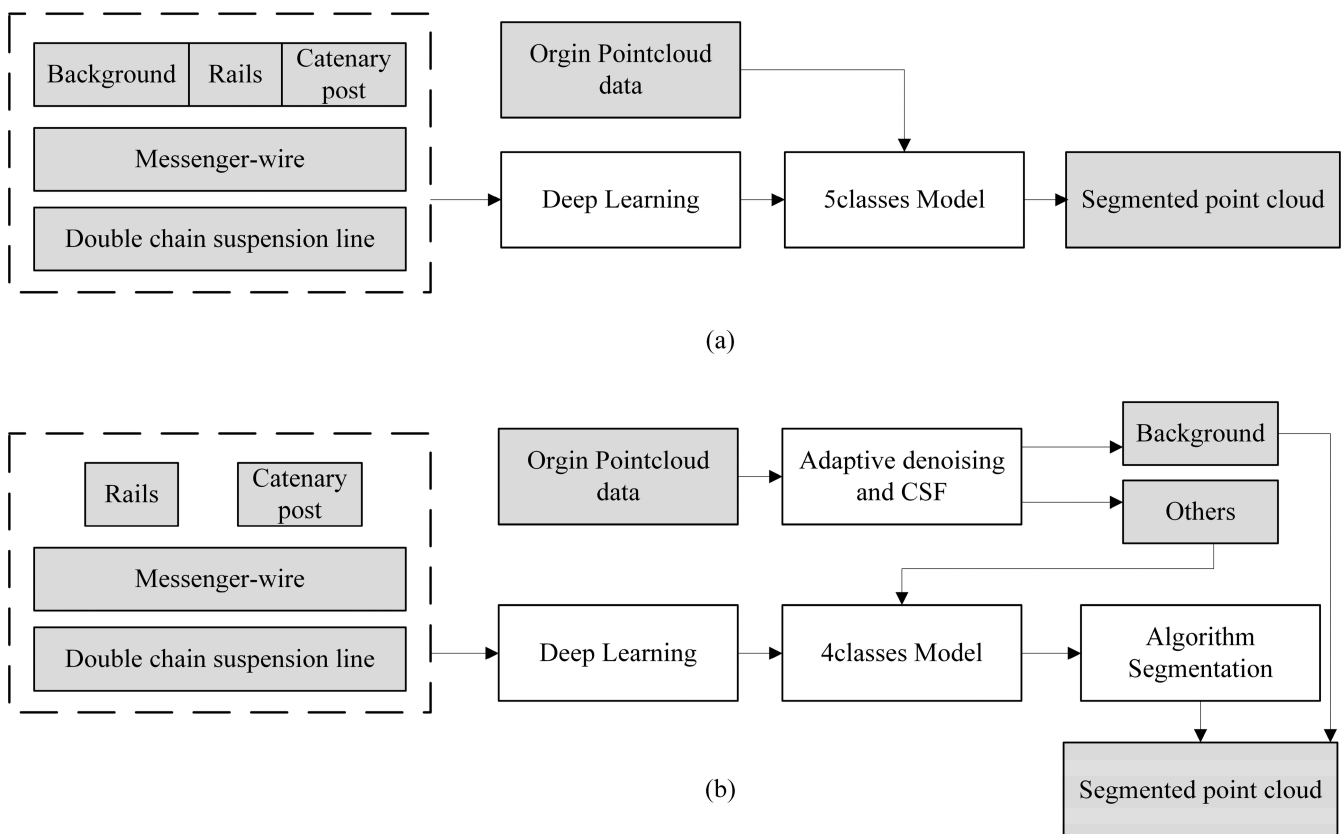 Background
Rails
Catenary
post
Messenger-wire
Double chain suspension line
Orgin Pointcloud
data
Deep Learning
5classes Model
Segmented point cloud
(a)
Rails
Catenary
post
Messenger-wire
Double chain suspension line
Orgin Pointcloud
data
Adaptive denoising
and CSF
Background
Others
Deep Learning
4classes Model
Algorithm
Segmentation
Segmented point cloud
(b)